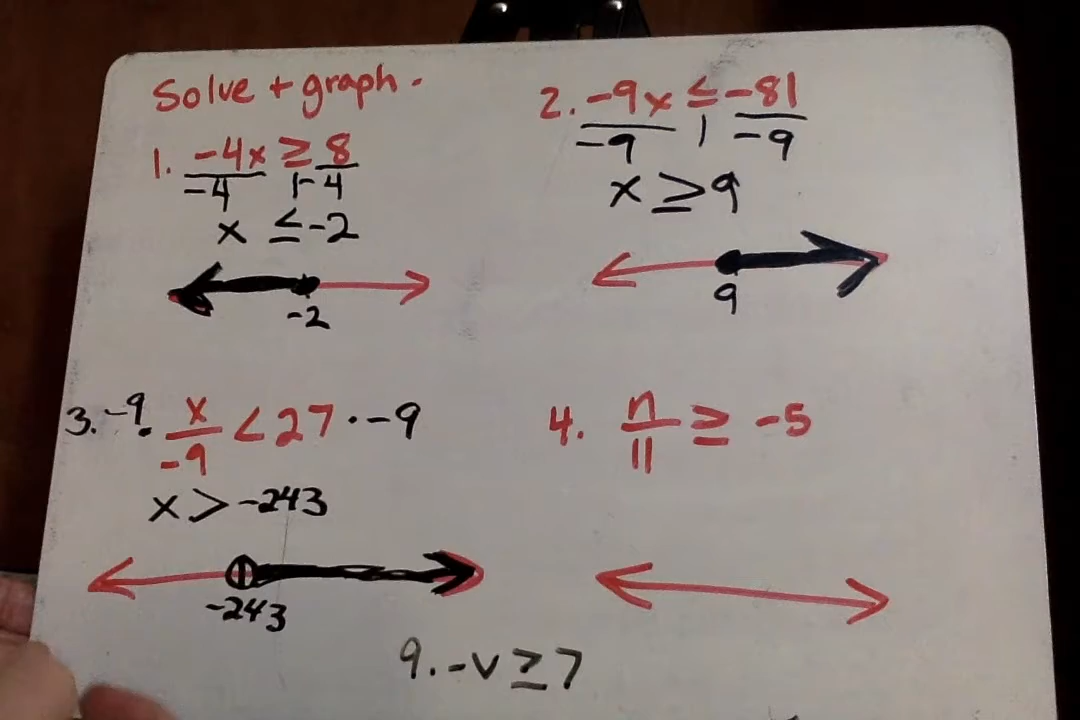 Solve + graph.
1. -4x ≥ 8
-4 | -4
x ≤ -2
-2
2. -9x ≤ -81
-9 | -9
x ≥ 9
9
3. -9 · x/-9 < 27 · -9
x > -243
-243
4. n/11 ≥ -5
9. -v ≥ 7